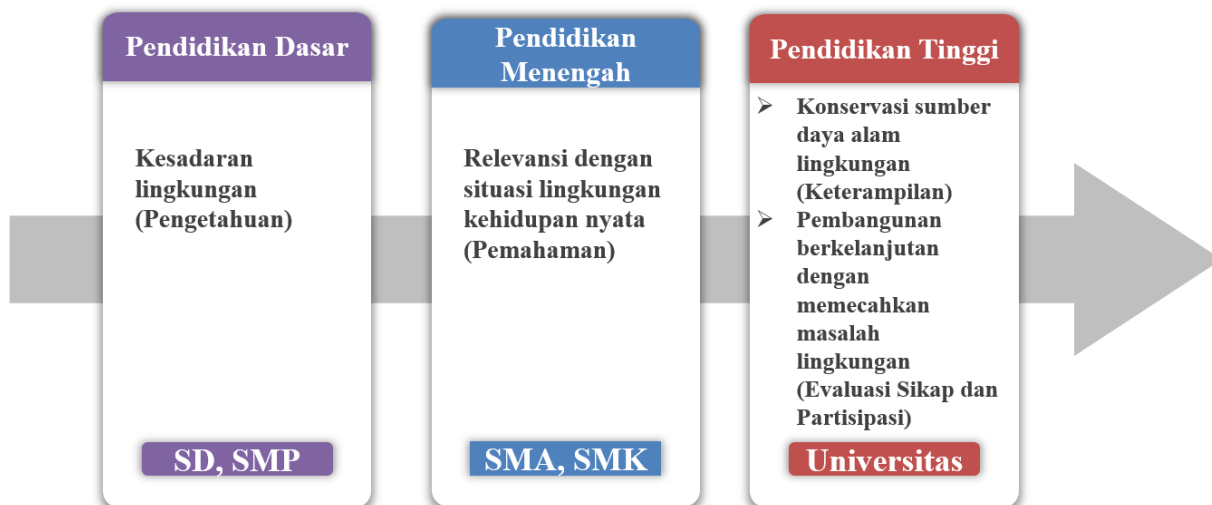 Pendidikan Dasar
Kesadaran
lingkungan
(Pengetahuan)
SD, SMP
Pendidikan
Menengah
Relevansi dengan
situasi lingkungan
kehidupan nyata
(Pemahaman)
SMA, SMK
Pendidikan Tinggi
➢ Konservasi sumber
daya alam
lingkungan
(Keterampilan)
➢ Pembangunan
berkelanjutan
dengan
memecahkan
masalah
lingkungan
(Evaluasi Sikap dan
Partisipasi)
Universitas